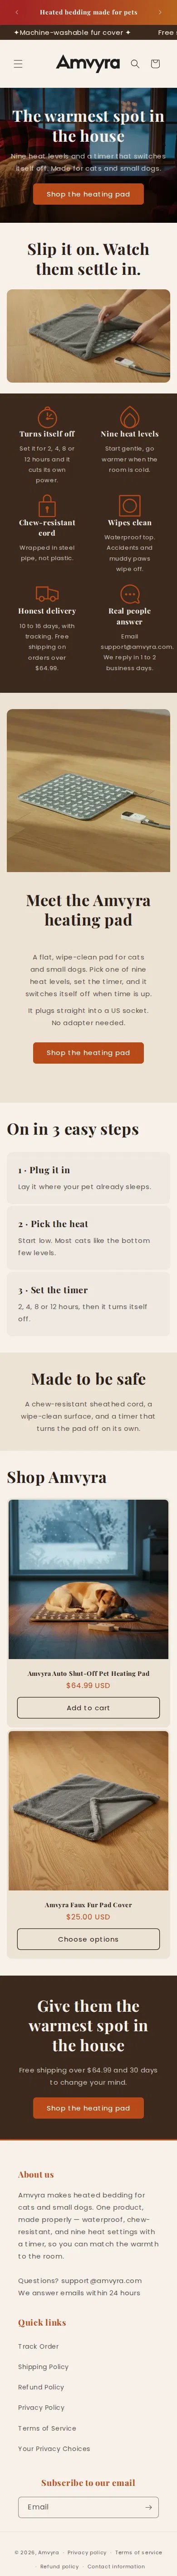 Heated bedding made for pets
✦Machine-washable fur cover ✦
Free
Amvyra
The warmest spot in
the house
Nine heat levels and a timer that switches
itself off. Made for cats and small dogs.
Shop the heating pad
Slip it on. Watch
them settle in.
Turns itself off
Set it for 2, 4, 8 or
12 hours and it
cuts its own
power.
Nine heat levels
Start gentle, go
warmer when the
room is cold.
Chew-resistant
cord
Wrapped in steel
pipe, not plastic.
Wipes clean
Waterproof top.
Accidents and
muddy paws
wipe off.
Honest delivery
10 to 16 days, with
tracking. Free
shipping on
orders over
$64.99.
Real people
answer
Email
support@amvyra.com.
We reply in 1 to 2
business days.
Meet the Amvyra
heating pad
A flat, wipe-clean pad for cats
and small dogs. Pick one of nine
heat levels, set the timer, and it
switches itself off when time is up.
It plugs straight into a US socket.
No adapter needed.
Shop the heating pad
On in 3 easy steps
1 · Plug it in
Lay it where your pet already sleeps.
2 · Pick the heat
Start low. Most cats like the bottom
few levels.
3 · Set the timer
2, 4, 8 or 12 hours, then it turns itself
off.
Made to be safe
A chew-resistant sheathed cord, a
wipe-clean surface, and a timer that
turns the pad off on its own.
Shop Amvyra
Amvyra Auto Shut-Off Pet Heating Pad
$64.99 USD
Add to cart
Amvyra Faux Fur Pad Cover
$25.00 USD
Choose options
Give them the
warmest spot in
the house
Free shipping over $64.99 and 30 days
to change your mind.
Shop the heating pad
About us
Amvyra makes heated bedding for
cats and small dogs. One product,
made properly — waterproof, chew-
resistant, and nine heat settings with
a timer, so you can match the warmth
to the room.
Questions? support@amvyra.com
We answer emails within 24 hours
Quick links
Track Order
Shipping Policy
Refund Policy
Privacy Policy
Terms of Service
Your Privacy Choices
Subscribe to our email
Email
© 2026, Amvyra · Privacy policy · Terms of service
Refund policy · Contact information